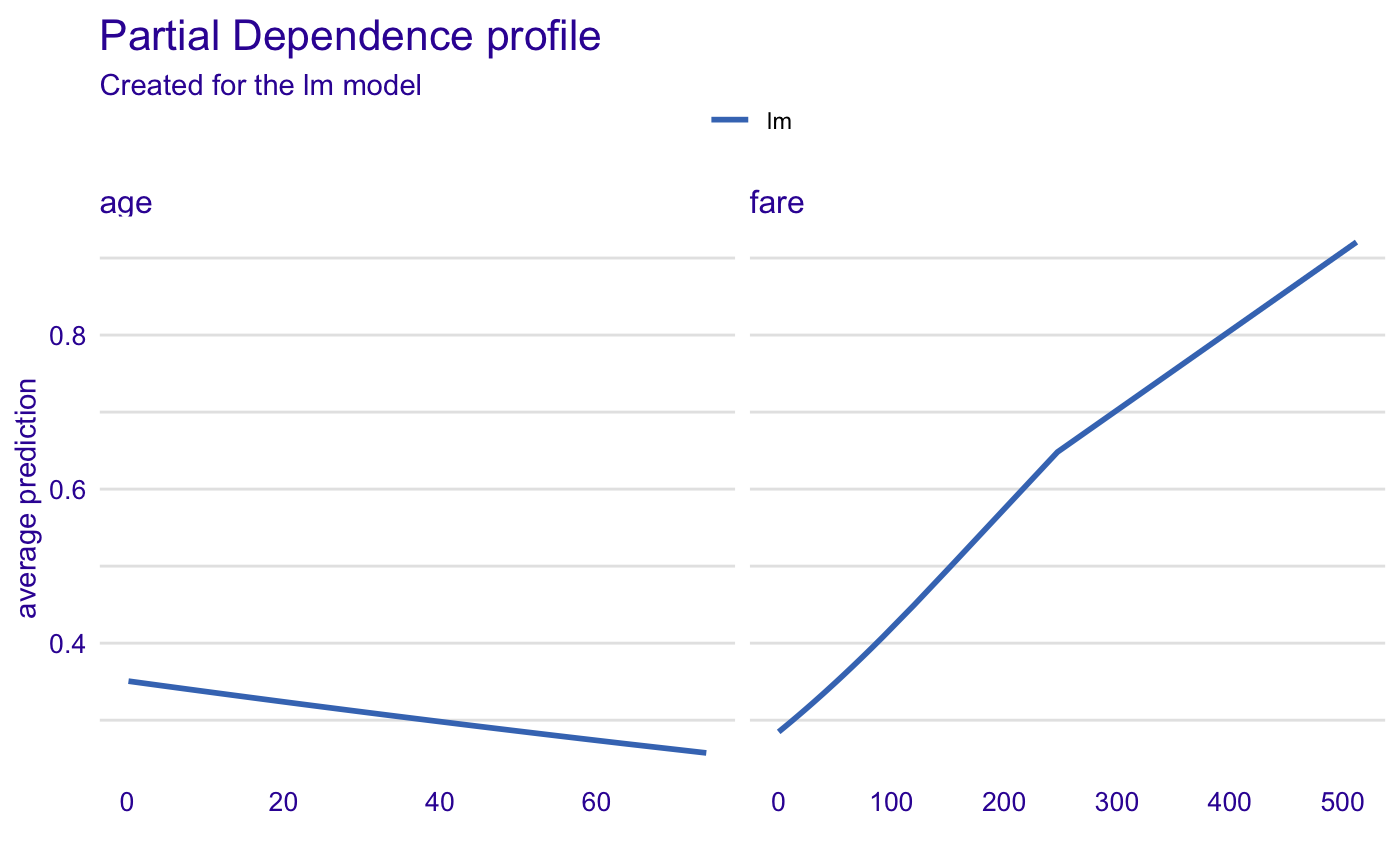 Partial Dependence profile
Created for the lm model
lm
age
fare
average prediction
0.8
0.6
0.4
0 20 40 60
0 100 200 300 400 500